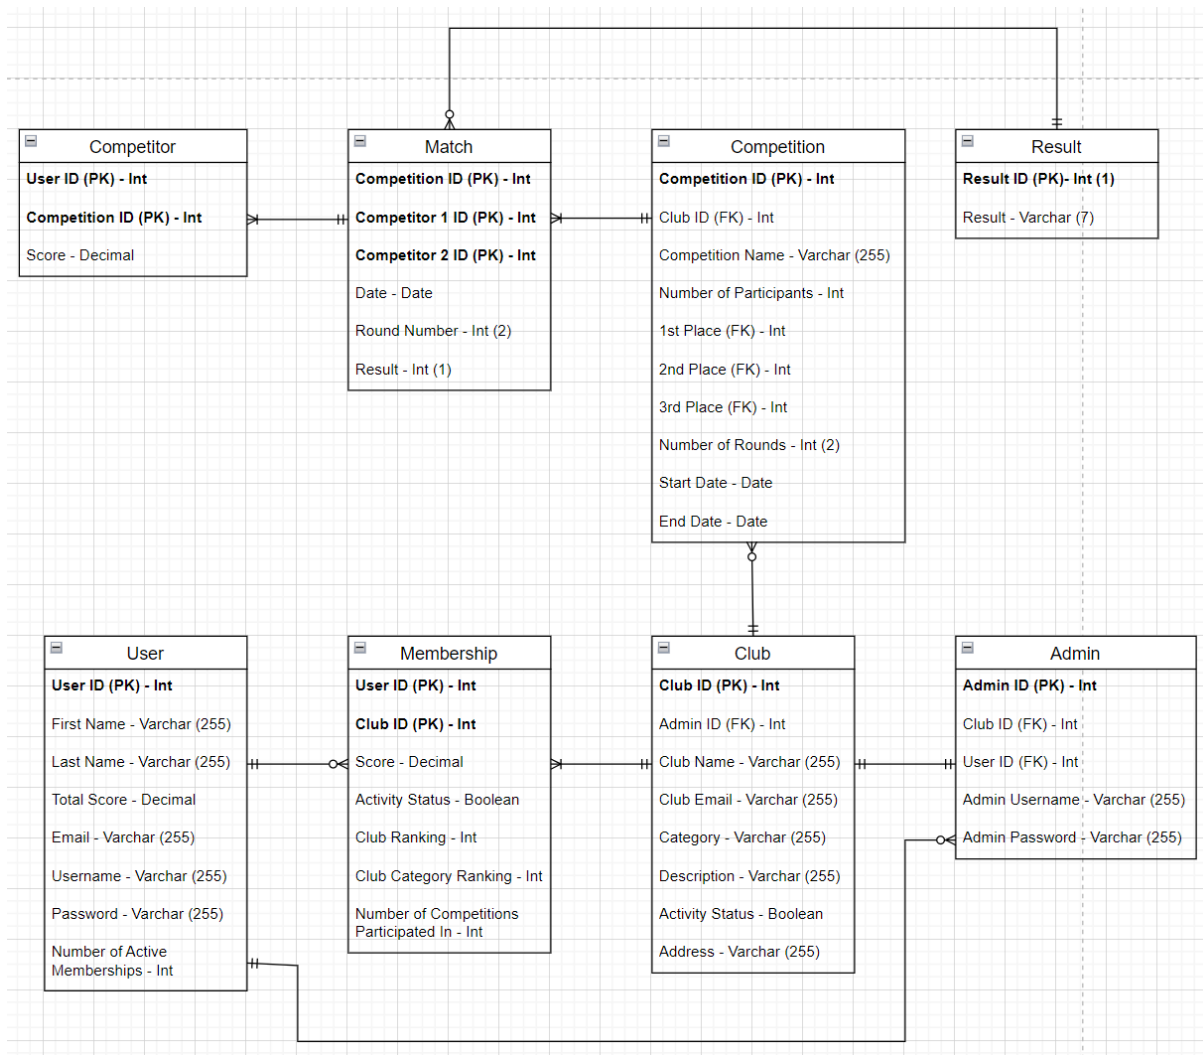 Competitor
User ID (PK) - Int
Competition ID (PK) - Int
Score - Decimal
Match
Competition ID (PK) - Int
Competitor 1 ID (PK) - Int
Competitor 2 ID (PK) - Int
Date - Date
Round Number - Int (2)
Result - Int (1)
Competition
Competition ID (PK) - Int
Club ID (FK) - Int
Competition Name - Varchar (255)
Number of Participants - Int
1st Place (FK) - Int
2nd Place (FK) - Int
3rd Place (FK) - Int
Number of Rounds - Int (2)
Start Date - Date
End Date - Date
Result
Result ID (PK)- Int (1)
Result - Varchar (7)
User
User ID (PK) - Int
First Name - Varchar (255)
Last Name - Varchar (255)
Total Score - Decimal
Email - Varchar (255)
Username - Varchar (255)
Password - Varchar (255)
Number of Active
Memberships - Int
Membership
User ID (PK) - Int
Club ID (PK) - Int
Score - Decimal
Activity Status - Boolean
Club Ranking - Int
Club Category Ranking - Int
Number of Competitions
Participated In - Int
Club
Club ID (PK) - Int
Admin ID (FK) - Int
Club Name - Varchar (255)
Club Email - Varchar (255)
Category - Varchar (255)
Description - Varchar (255)
Activity Status - Boolean
Address - Varchar (255)
Admin
Admin ID (PK) - Int
Club ID (FK) - Int
User ID (FK) - Int
Admin Username - Varchar (255)
Admin Password - Varchar (255)